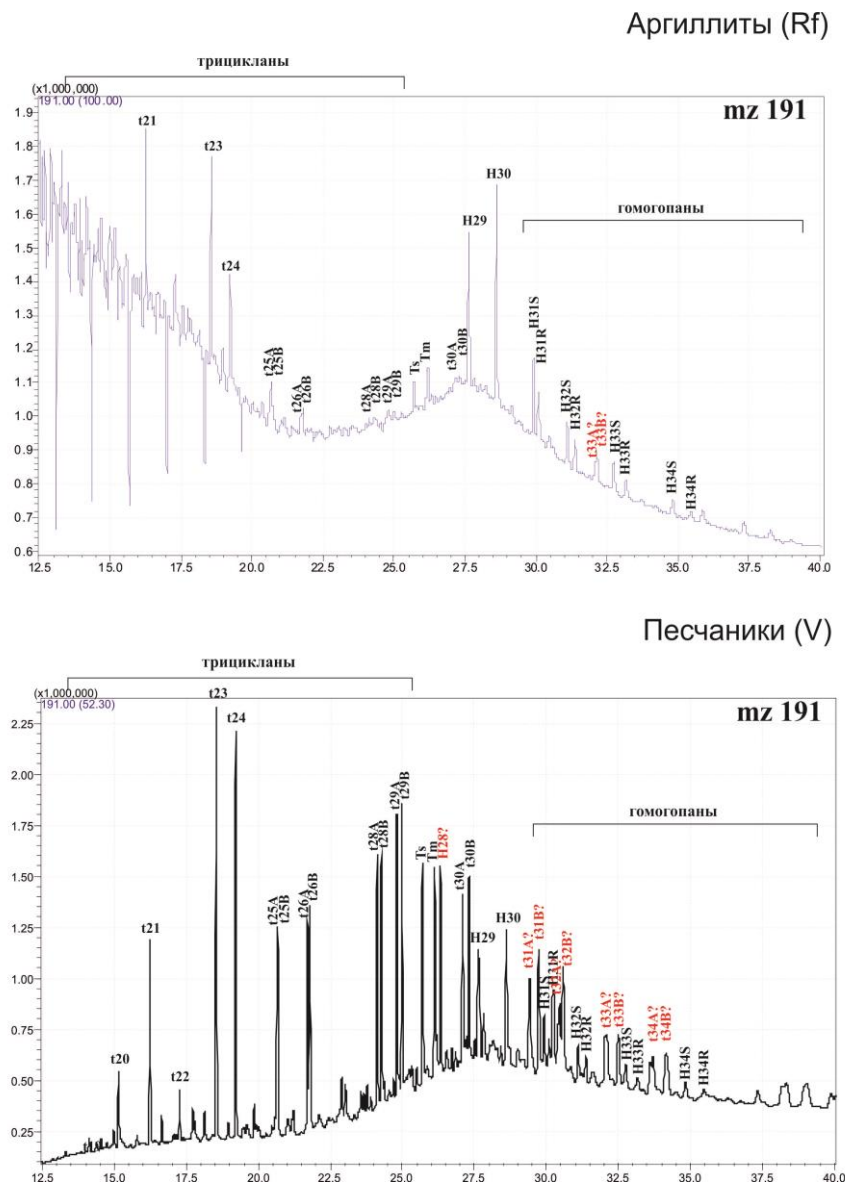 Аргиллиты (Rf)
трицикланы
(x1,000,000)
191.00 (100.00)
mz 191
t21
t23
t24
t25A
t25B
t26A
t26B
t28A
t28B
t29A
t29B
Ts
Tm
t30A
t30B
H29
H30
гомогопаны
H31S
H31R
H32S
H32R
t33A?
t33B?
H33S
H33R
H34S
H34R
1.9
1.8
1.7
1.6
1.5
1.4
1.3
1.2
1.1
1.0
0.9
0.8
0.7
0.6
12.5 15.0 17.5 20.0 22.5 25.0 27.5 30.0 32.5 35.0 37.5 40.0
Песчаники (V)
трицикланы
(x1,000,000)
191.00 (52.30)
mz 191
t20
t21
t22
t23
t24
t25A
t25B
t26A
t26B
t28A
t28B
t29A
t29B
Ts
Tm
H28?
t30A
t30B
H29
H30
гомогопаны
t31A?
t31B?
H31S
H31R
t32A?
t32B?
H32S
H32R
t33A?
t33B?
H33S
H33R
t34A?
t34B?
H34S
H34R
2.25
2.00
1.75
1.50
1.25
1.00
0.75
0.50
0.25
12.5 15.0 17.5 20.0 22.5 25.0 27.5 30.0 32.5 35.0 37.5 40.0